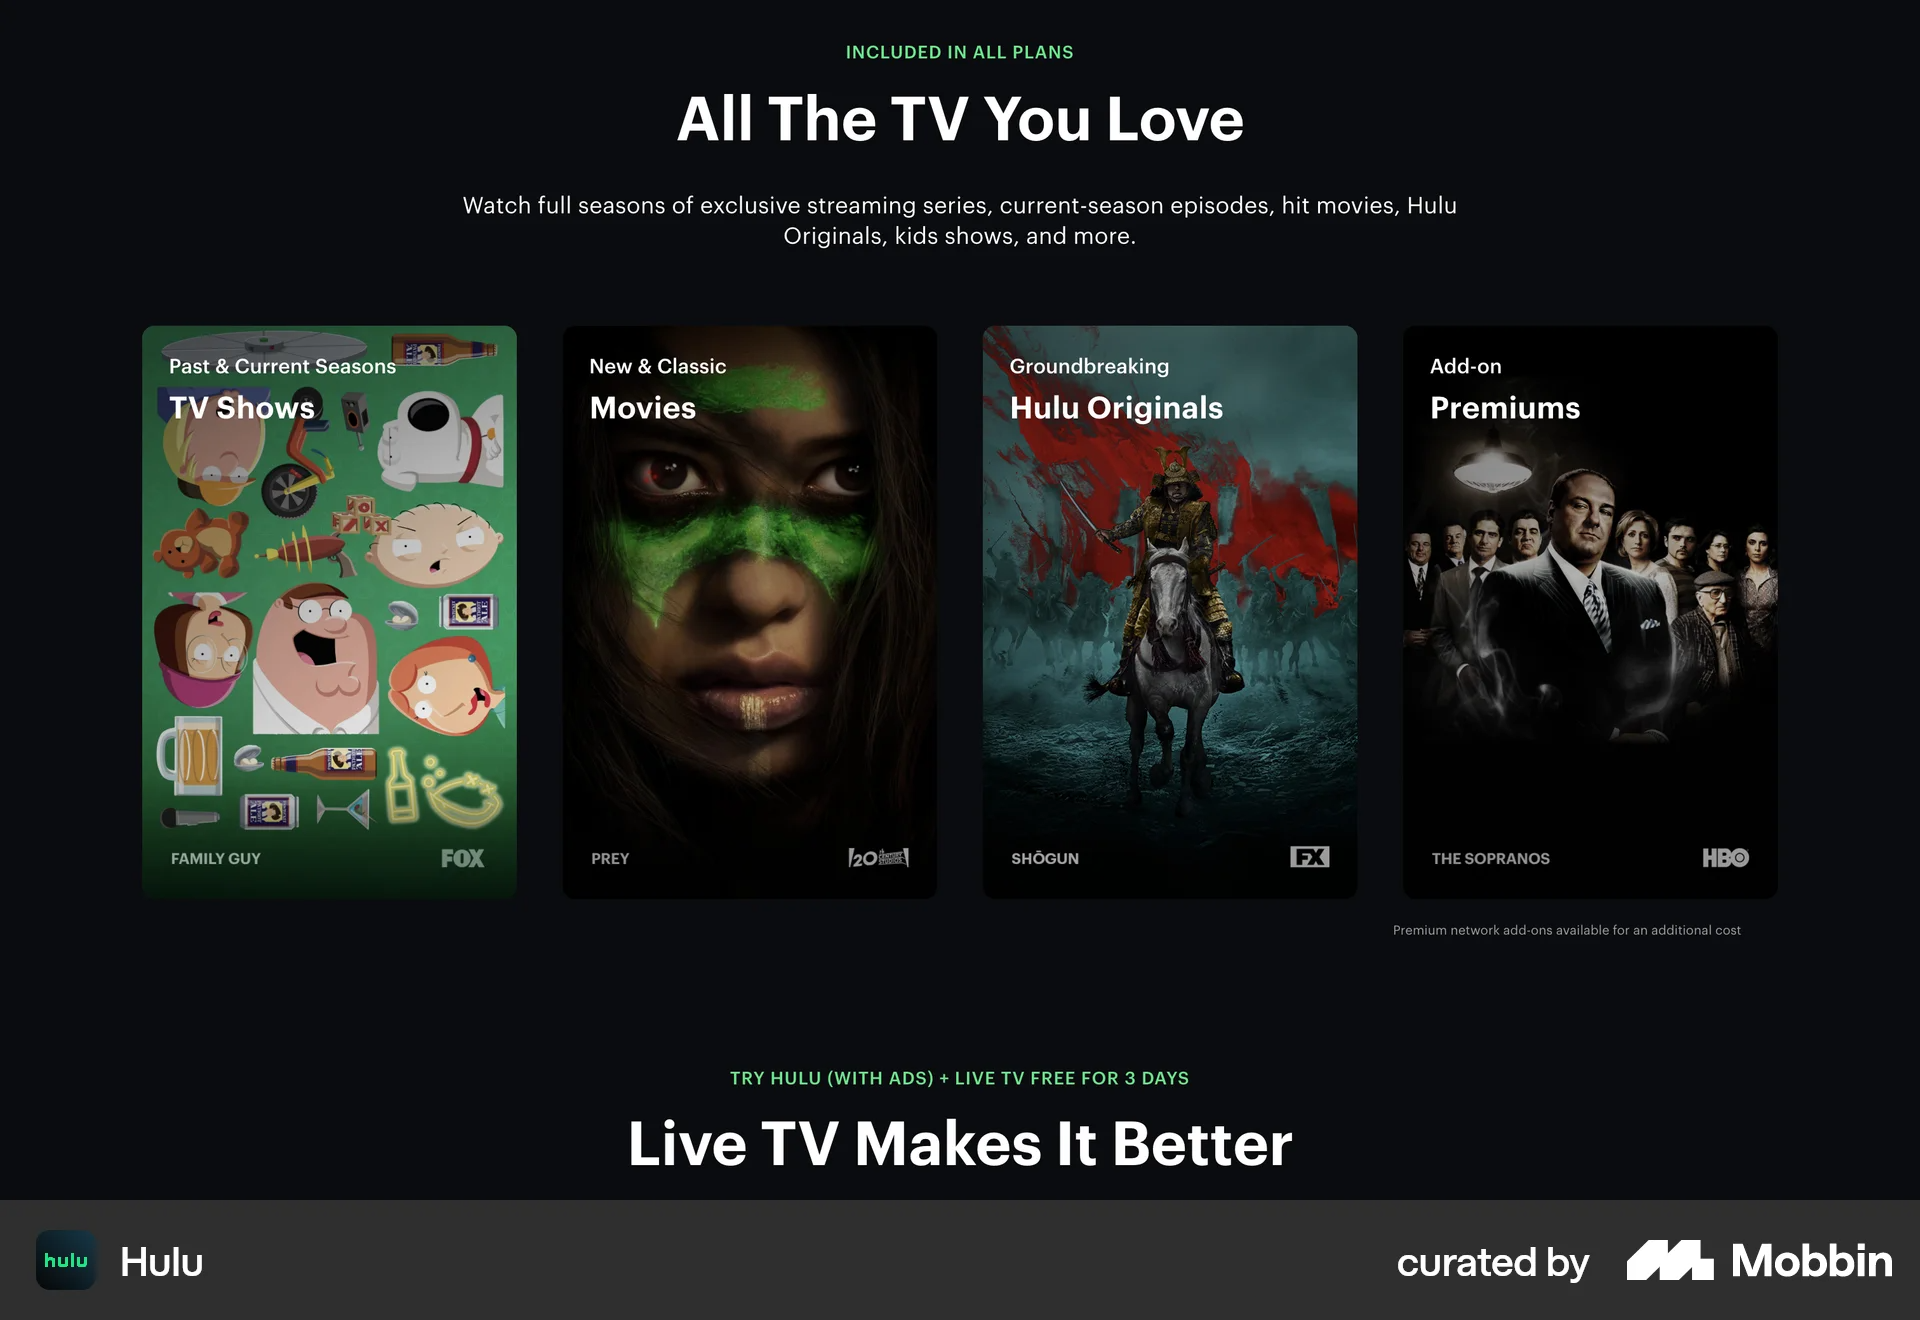 INCLUDED IN ALL PLANS
All The TV You Love
Watch full seasons of exclusive streaming series, current-season episodes, hit movies, Hulu
Originals, kids shows, and more.
Past & Current Seasons
TV Shows
FAMILY GUY
FOX
New & Classic
Movies
PREY
20
CENTURY
STUDIOS
Groundbreaking
Hulu Originals
SHŌGUN
FX
Add-on
Premiums
THE SOPRANOS
HBO
Premium network add-ons available for an additional cost
TRY HULU (WITH ADS) + LIVE TV FREE FOR 3 DAYS
Live TV Makes It Better
hulu
Hulu
curated by
Mobbin